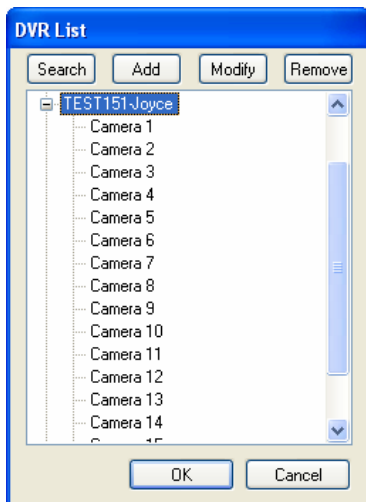 DVR List
Search Add Modify Remove
TEST151-Joyce
Camera 1
Camera 2
Camera 3
Camera 4
Camera 5
Camera 6
Camera 7
Camera 8
Camera 9
Camera 10
Camera 11
Camera 12
Camera 13
Camera 14
OK Cancel